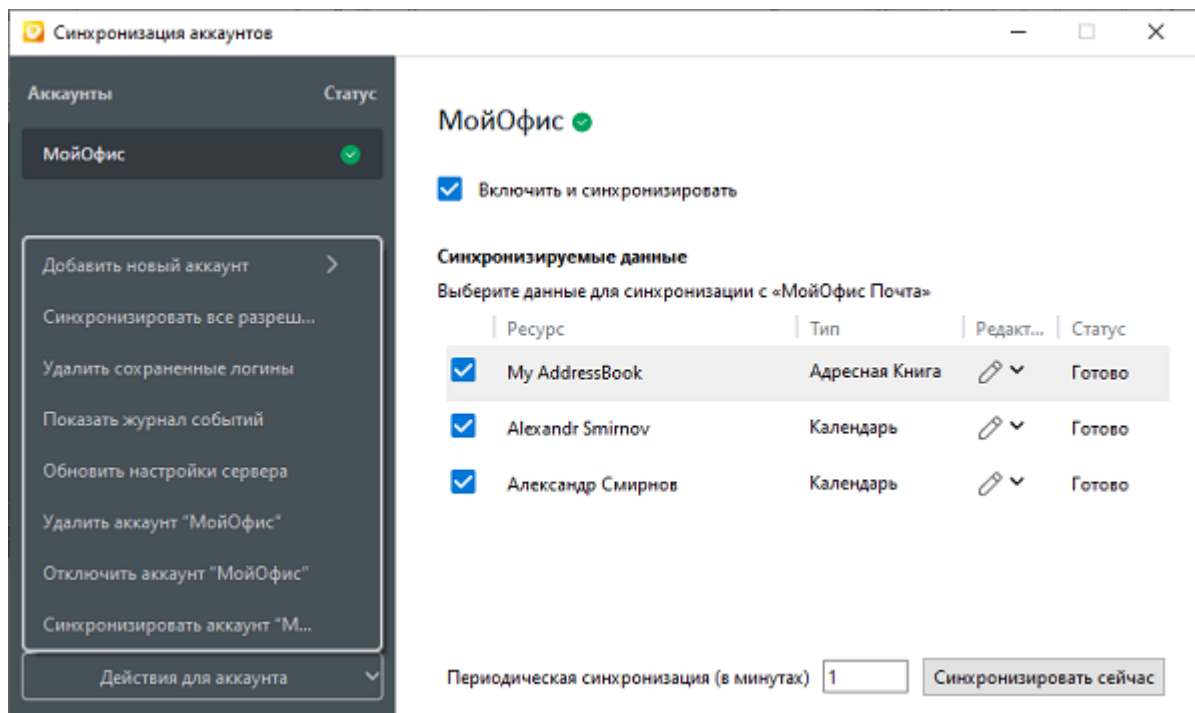 Синхронизация аккаунтов
Аккаунты Статус
МойОфис
Добавить новый аккаунт
Синхронизировать все разреш...
Удалить сохраненные логины
Показать журнал событий
Обновить настройки сервера
Удалить аккаунт "МойОфис"
Отключить аккаунт "МойОфис"
Синхронизировать аккаунт "М...
Действия для аккаунта
МойОфис
Включить и синхронизировать
Синхронизируемые данные
Выберите данные для синхронизации с «МойОфис Почта»
Ресурс Тип Редакт... Статус
My AddressBook Адресная Книга Готово
Alexandr Smirnov Календарь Готово
Александр Смирнов Календарь Готово
Периодическая синхронизация (в минутах) 1 Синхронизировать сейчас